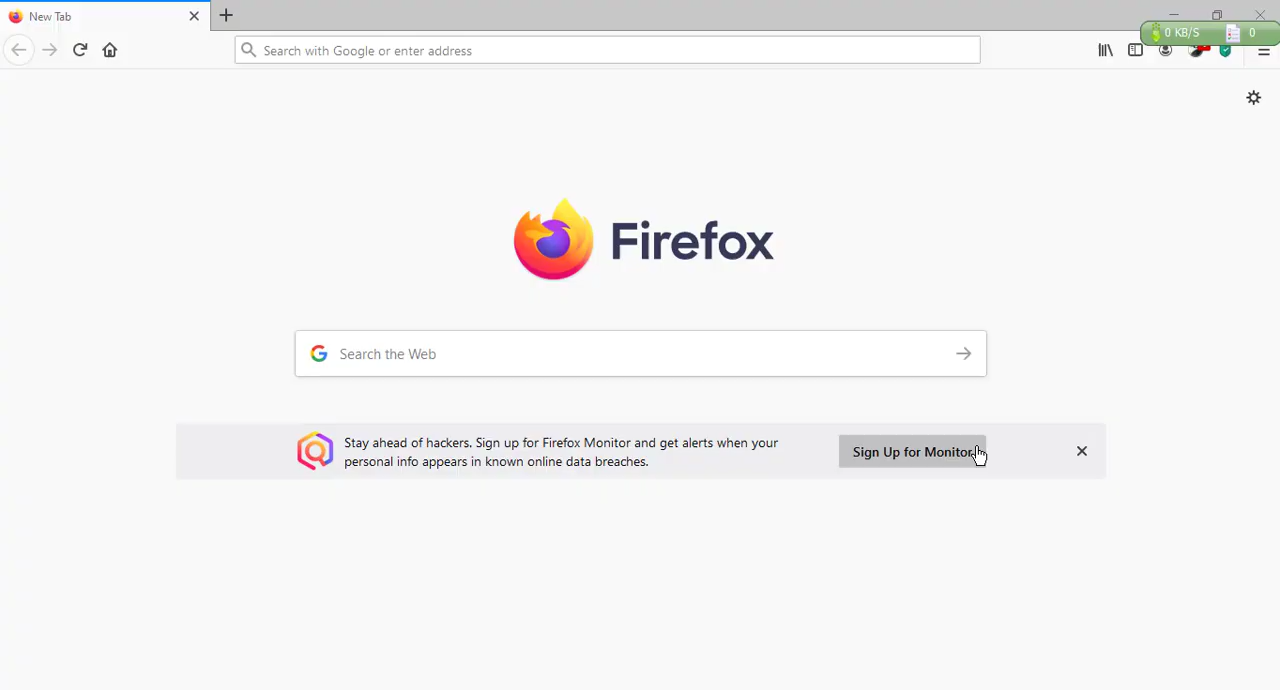 New Tab
Search with Google or enter address
0 KB/S
0
Firefox
Search the Web
Stay ahead of hackers. Sign up for Firefox Monitor and get alerts when your
personal info appears in known online data breaches.
Sign Up for Monitor